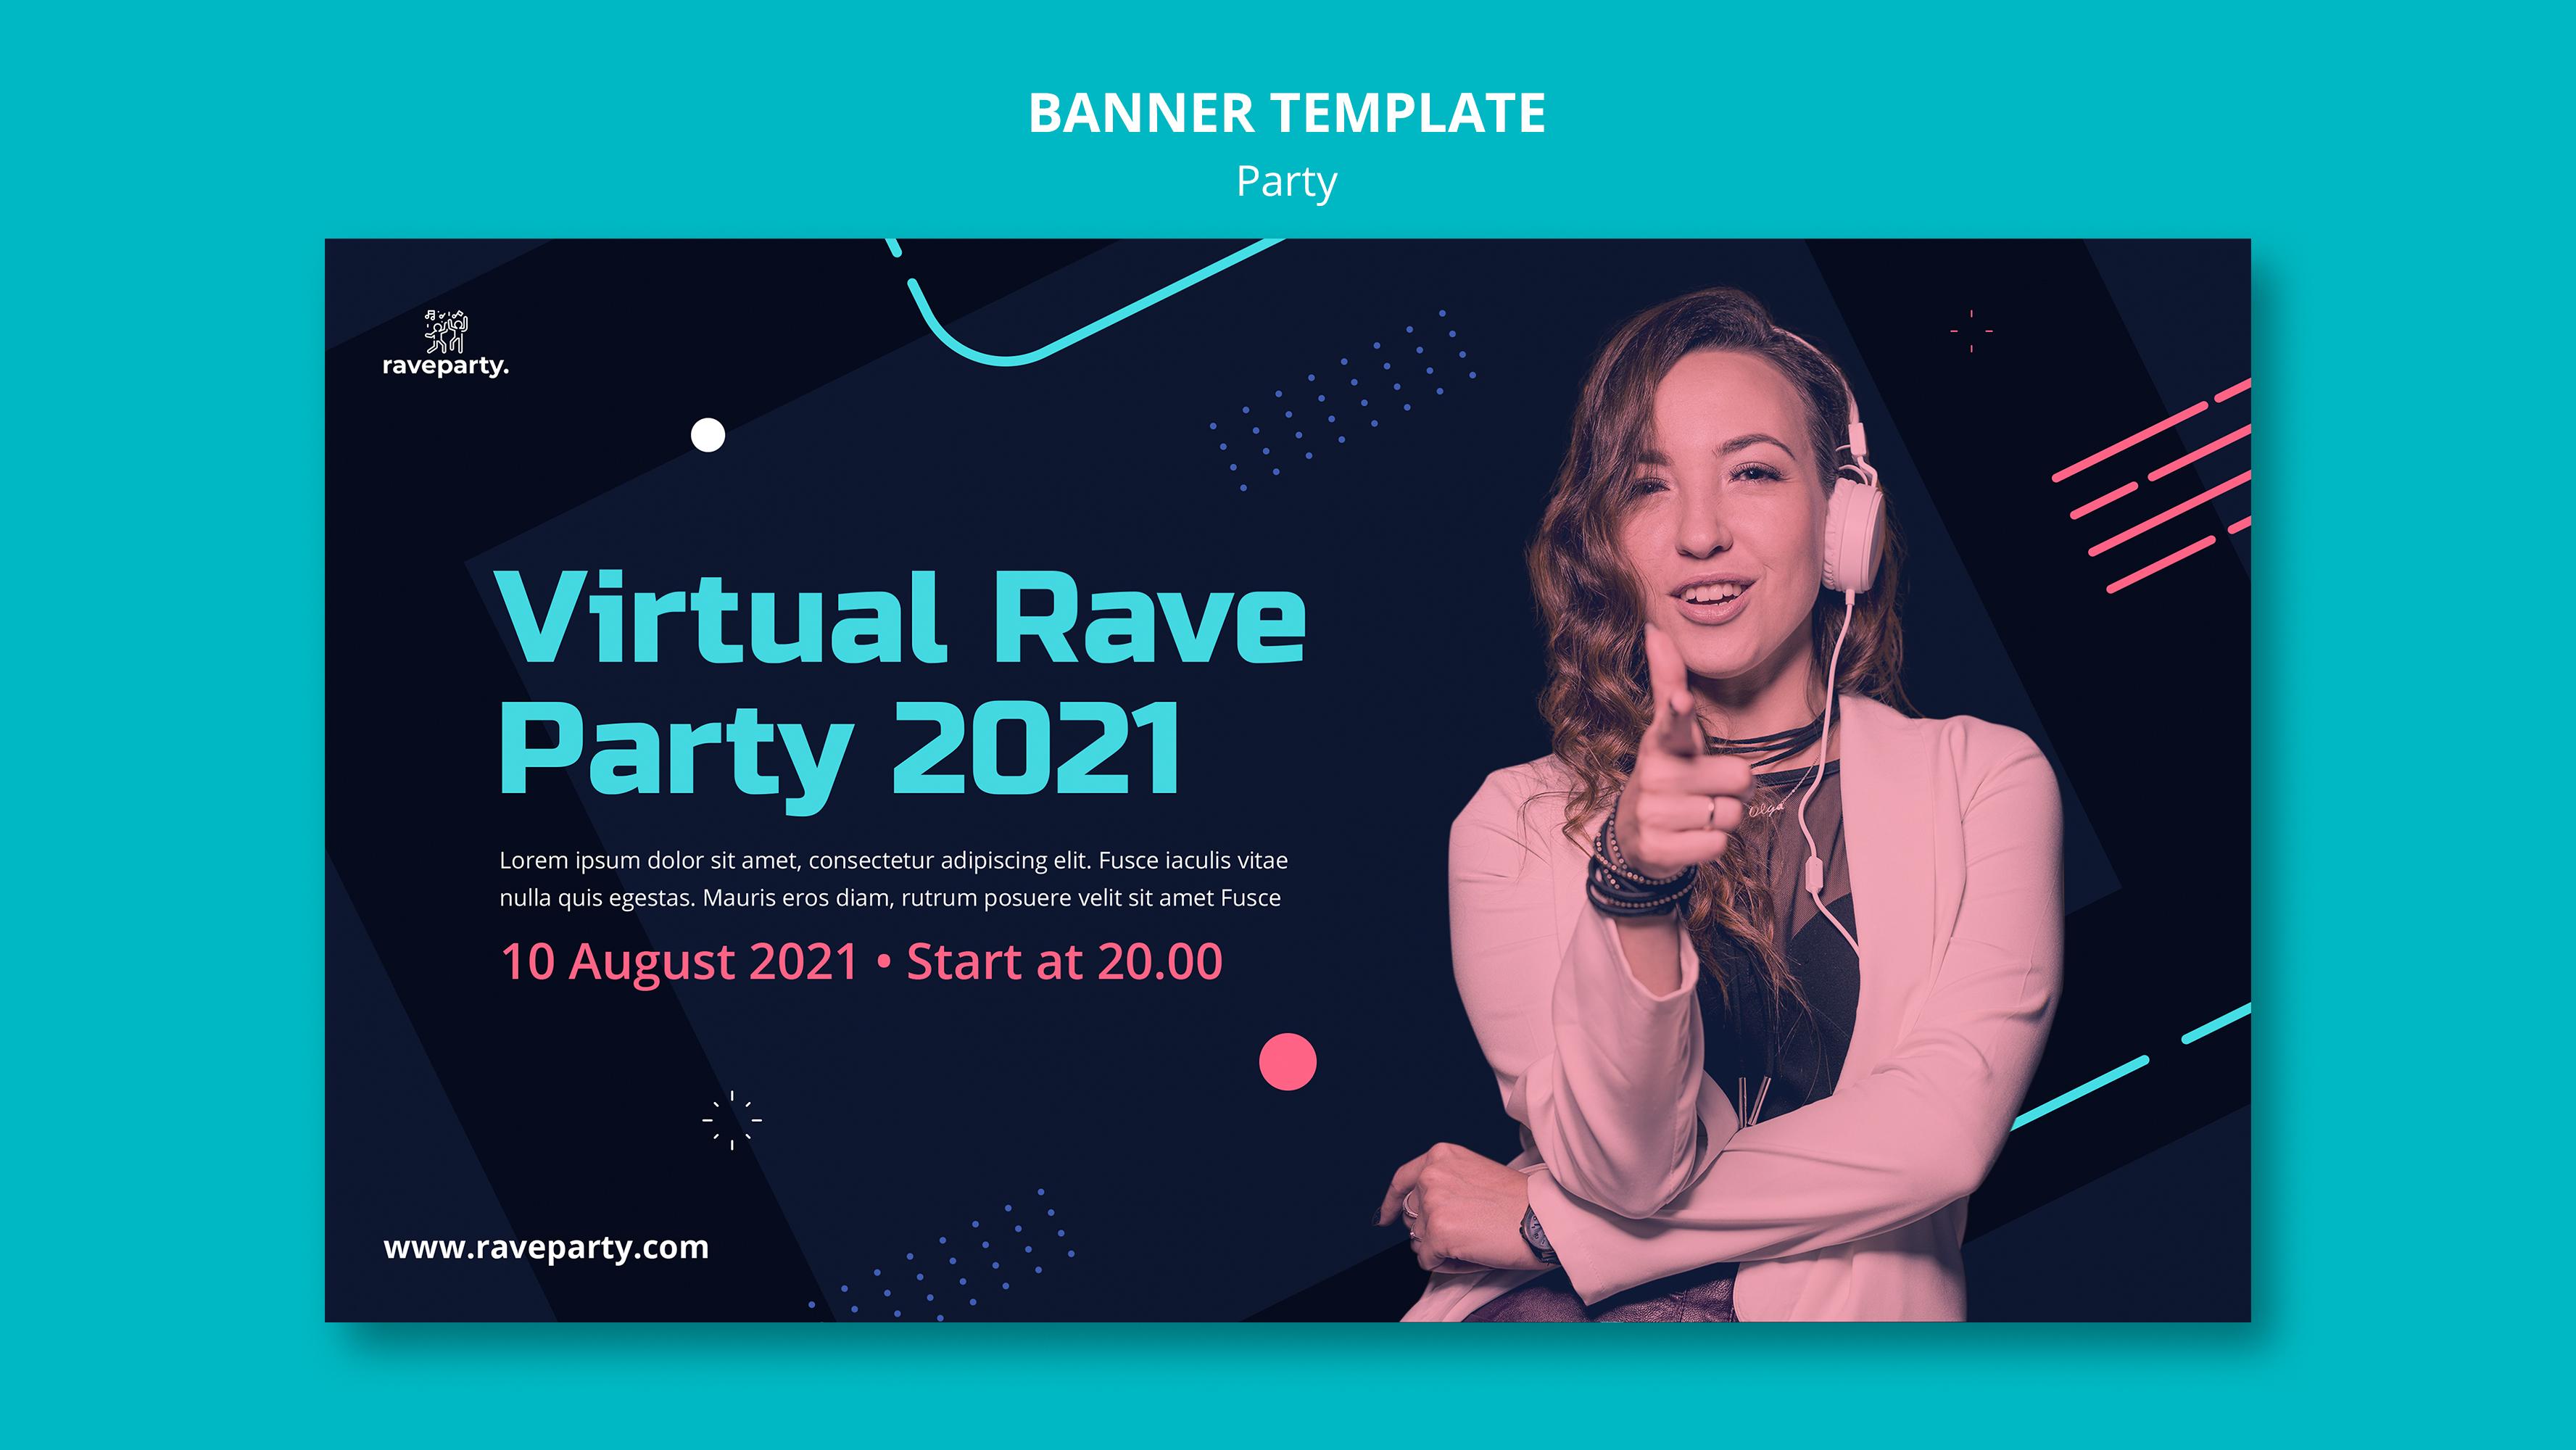 BANNER TEMPLATE
Party
raveparty.
Virtual Rave
Party 2021
Lorem ipsum dolor sit amet, consectetur adipiscing elit. Fusce iaculis vitae
nulla quis egestas. Mauris eros diam, rutrum posuere velit sit amet Fusce
10 August 2021 • Start at 20.00
Olga
www.raveparty.com